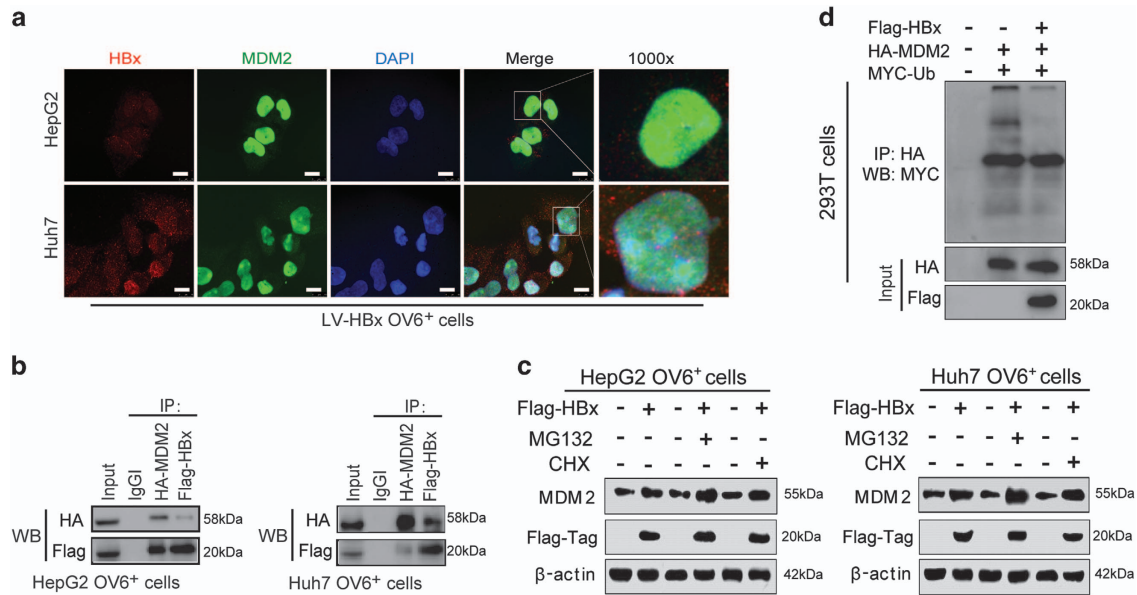 a
HBx MDM2 DAPI Merge 1000x
HepG2
Huh7
LV-HBx OV6+ cells
d
Flag-HBx - - +
HA-MDM2 - + +
MYC-Ub - + +
293T cells
IP: HA
WB: MYC
Input
HA 58kDa
Flag 20kDa
b
IP:
Input IgGI HA-MDM2 Flag-HBx
WB
HA 58kDa
Flag 20kDa
HepG2 OV6+ cells
IP:
Input IgGI HA-MDM2 Flag-HBx
WB
HA 58kDa
Flag 20kDa
Huh7 OV6+ cells
c
HepG2 OV6+ cells
Flag-HBx - + - + - +
MG132 - - - + - -
CHX - - - - - +
MDM2 55kDa
Flag-Tag 20kDa
β-actin 42kDa
Huh7 OV6+ cells
Flag-HBx - + - + - +
MG132 - - - + - -
CHX - - - - - +
MDM2 55kDa
Flag-Tag 20kDa
β-actin 42kDa